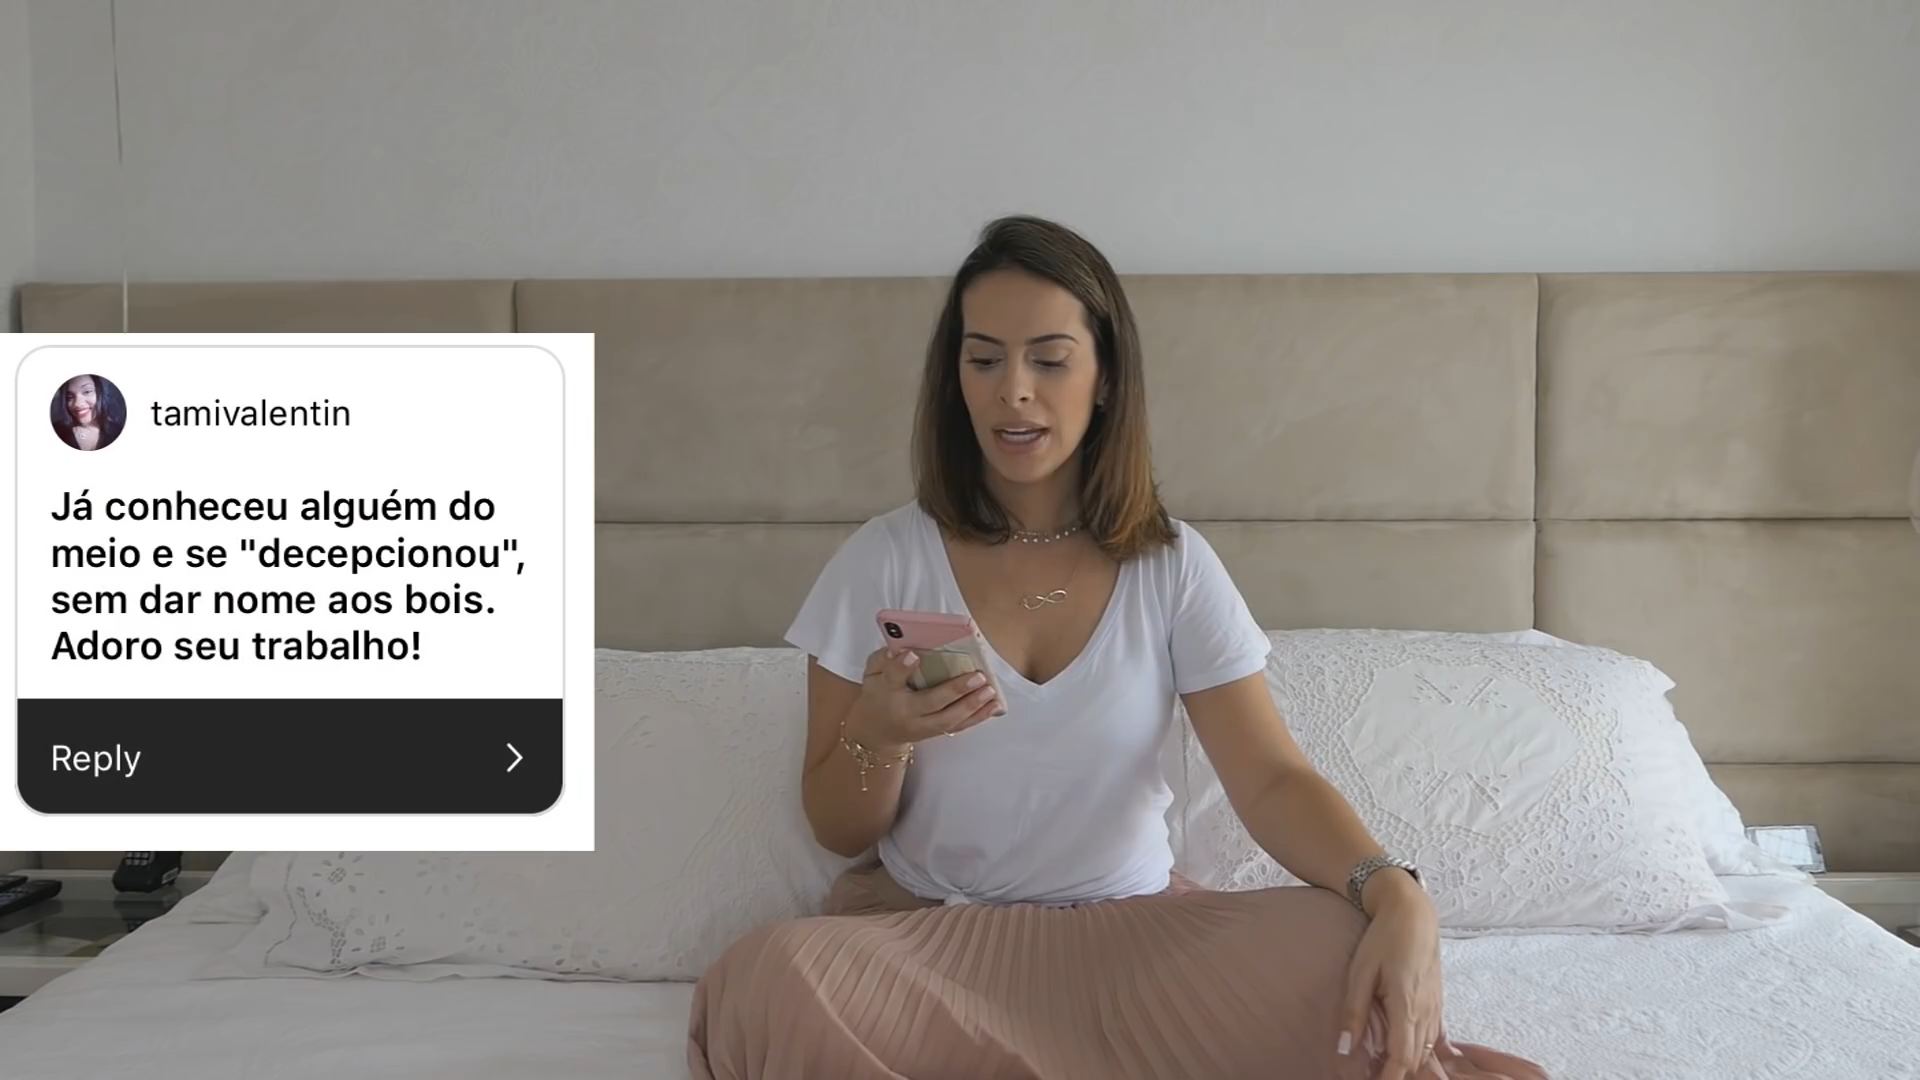 tamivalentin
Já conheceu alguém do
meio e se "decepcionou",
sem dar nome aos bois.
Adoro seu trabalho!
Reply